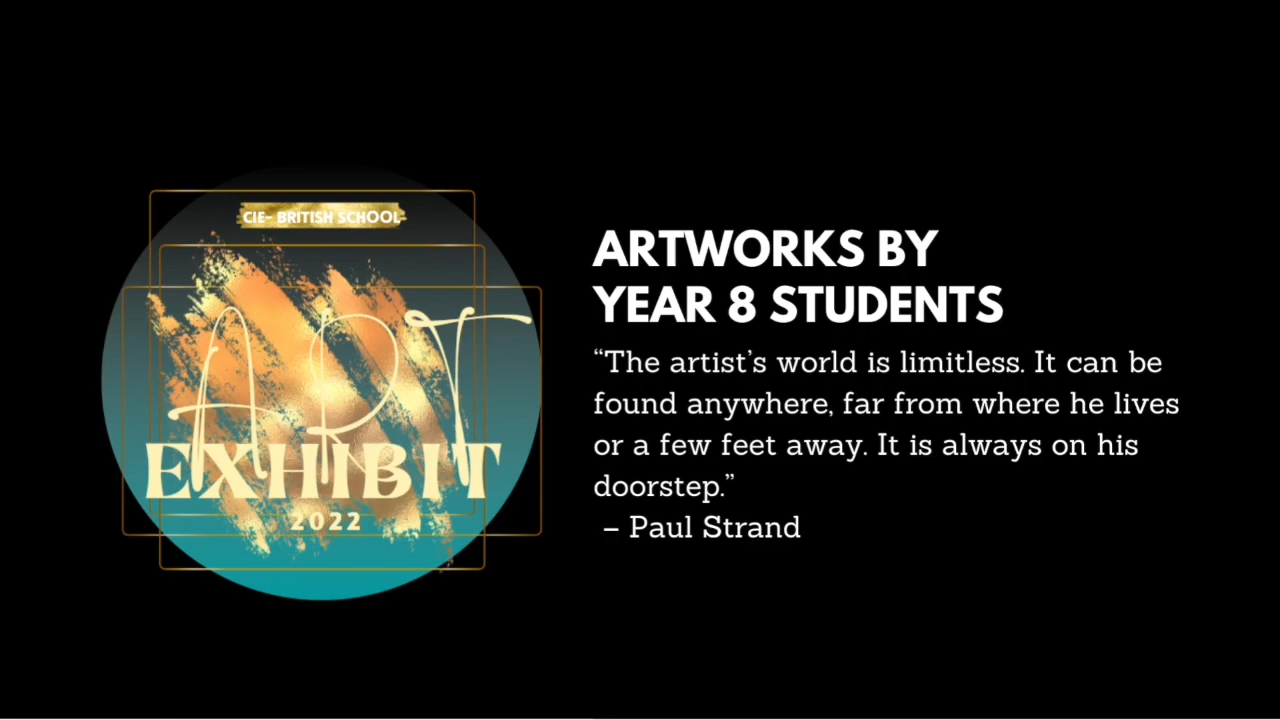 CIE- BRITISH SCHOOL
ART
EXHIBIT
2022
ARTWORKS BY
YEAR 8 STUDENTS
“The artist’s world is limitless. It can be
found anywhere, far from where he lives
or a few feet away. It is always on his
doorstep.”
– Paul Strand